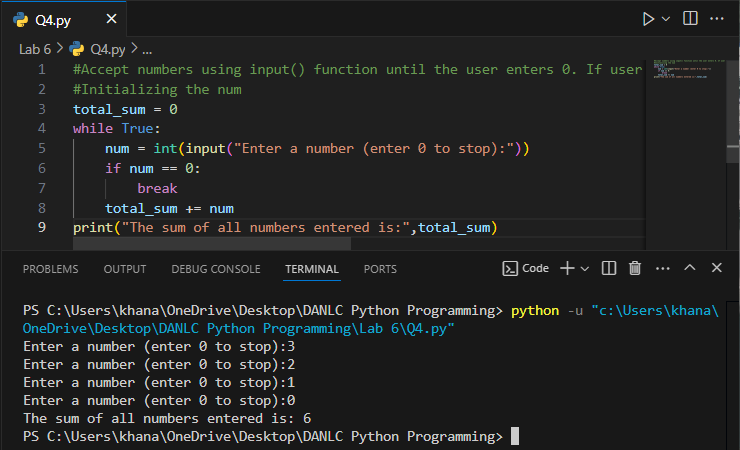 Q4.py
Lab 6 > Q4.py > ...
1 #Accept numbers using input() function until the user enters 0. If user
2 #Initializing the num
3 total_sum = 0
4 while True:
5     num = int(input("Enter a number (enter 0 to stop):"))
6     if num == 0:
7         break
8     total_sum += num
9 print("The sum of all numbers entered is:",total_sum)
PROBLEMS OUTPUT DEBUG CONSOLE TERMINAL PORTS Code
PS C:\Users\khana\OneDrive\Desktop\DANLC Python Programming> python -u "c:\Users\khana\
OneDrive\Desktop\DANLC Python Programming\Lab 6\Q4.py"
Enter a number (enter 0 to stop):3
Enter a number (enter 0 to stop):2
Enter a number (enter 0 to stop):1
Enter a number (enter 0 to stop):0
The sum of all numbers entered is: 6
PS C:\Users\khana\OneDrive\Desktop\DANLC Python Programming>